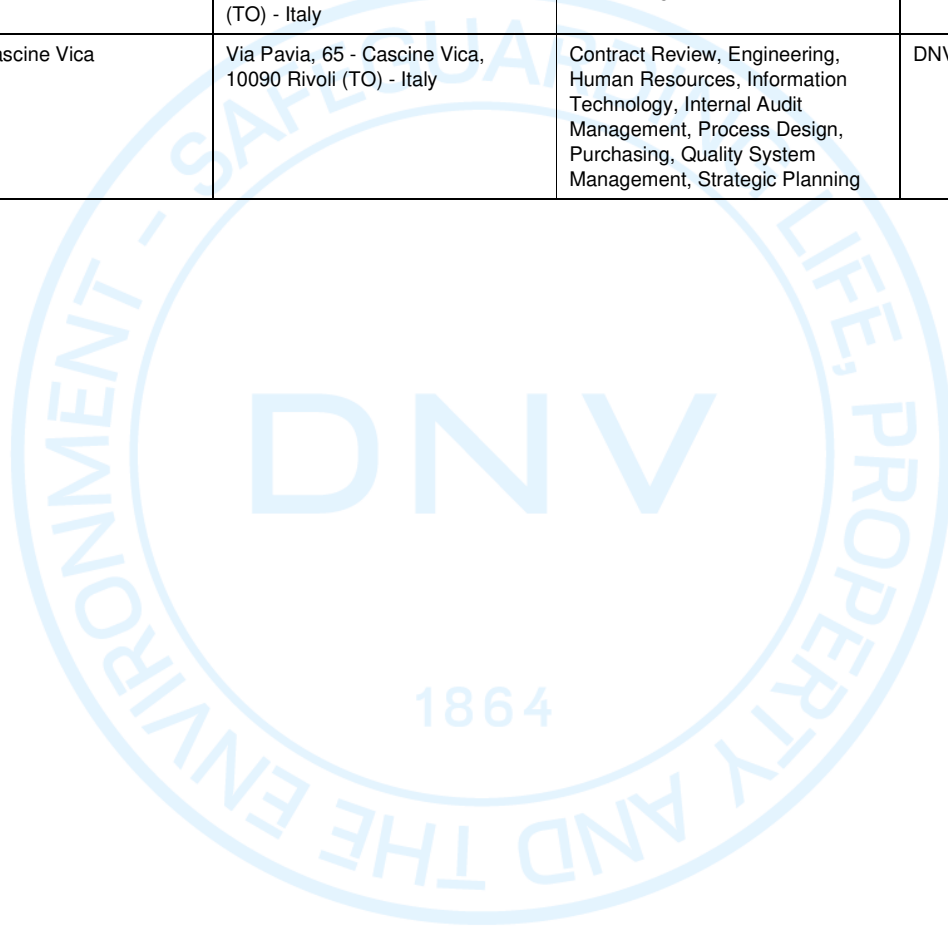 (TO) - Italy
ascine Vica
Via Pavia, 65 - Cascine Vica,
10090 Rivoli (TO) - Italy
Contract Review, Engineering,
Human Resources, Information
Technology, Internal Audit
Management, Process Design,
Purchasing, Quality System
Management, Strategic Planning
DNV
SAFEGUARDING LIFE, PROPERTY AND THE ENVIRONMENT -
DNV
1864